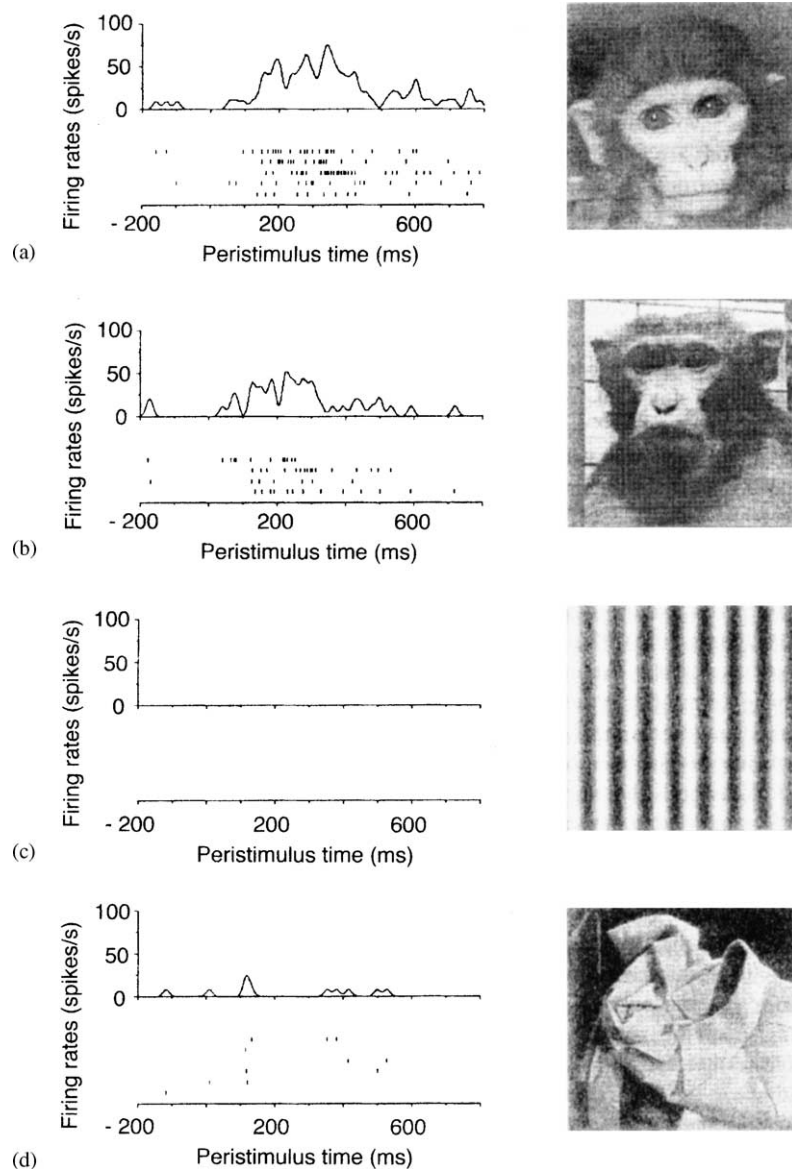 100
50
0
Firing rates (spikes/s)
- 200 200 600
Peristimulus time (ms)
(a)
100
50
0
Firing rates (spikes/s)
- 200 200 600
Peristimulus time (ms)
(b)
100
50
0
Firing rates (spikes/s)
- 200 200 600
Peristimulus time (ms)
(c)
100
50
0
Firing rates (spikes/s)
- 200 200 600
Peristimulus time (ms)
(d)